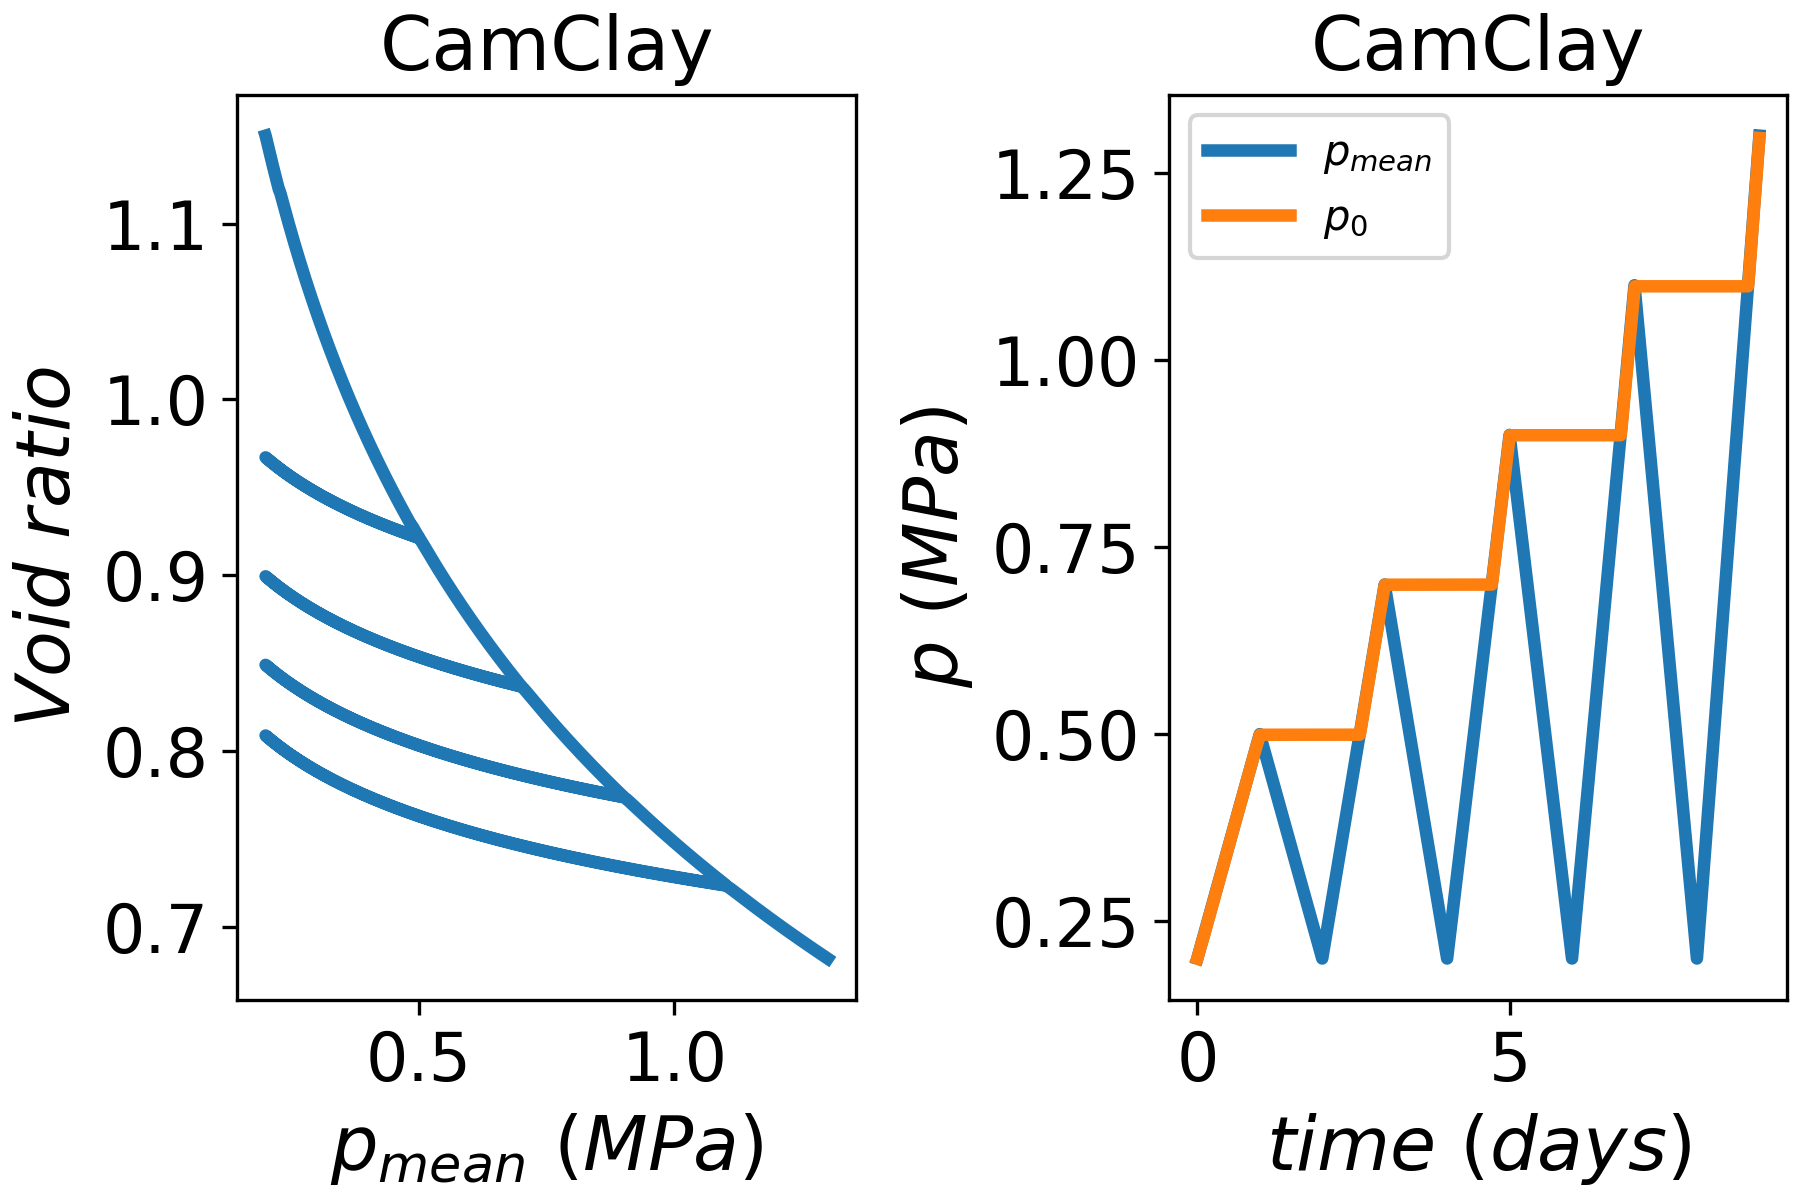 CamClay
Void ratio
1.1
1.0
0.9
0.8
0.7
0.5 1.0
p_mean (MPa)
CamClay
p_mean
p_0
p (MPa)
1.25
1.00
0.75
0.50
0.25
0 5
time (days)